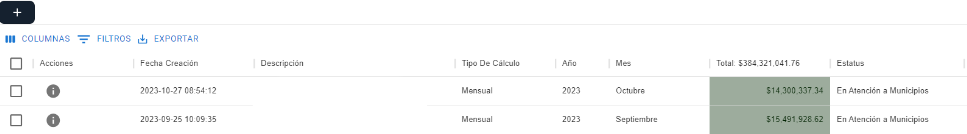 +
COLUMNAS FILTROS EXPORTAR
Acciones Fecha Creación Descripción Tipo De Cálculo Año Mes Total: $384,321,041.76 Estatus
2023-10-27 08:54:12 Mensual 2023 Octubre $14,300,337.34 En Atención a Municipios
2023-09-25 10:09:35 Mensual 2023 Septiembre $15,491,928.62 En Atención a Municipios